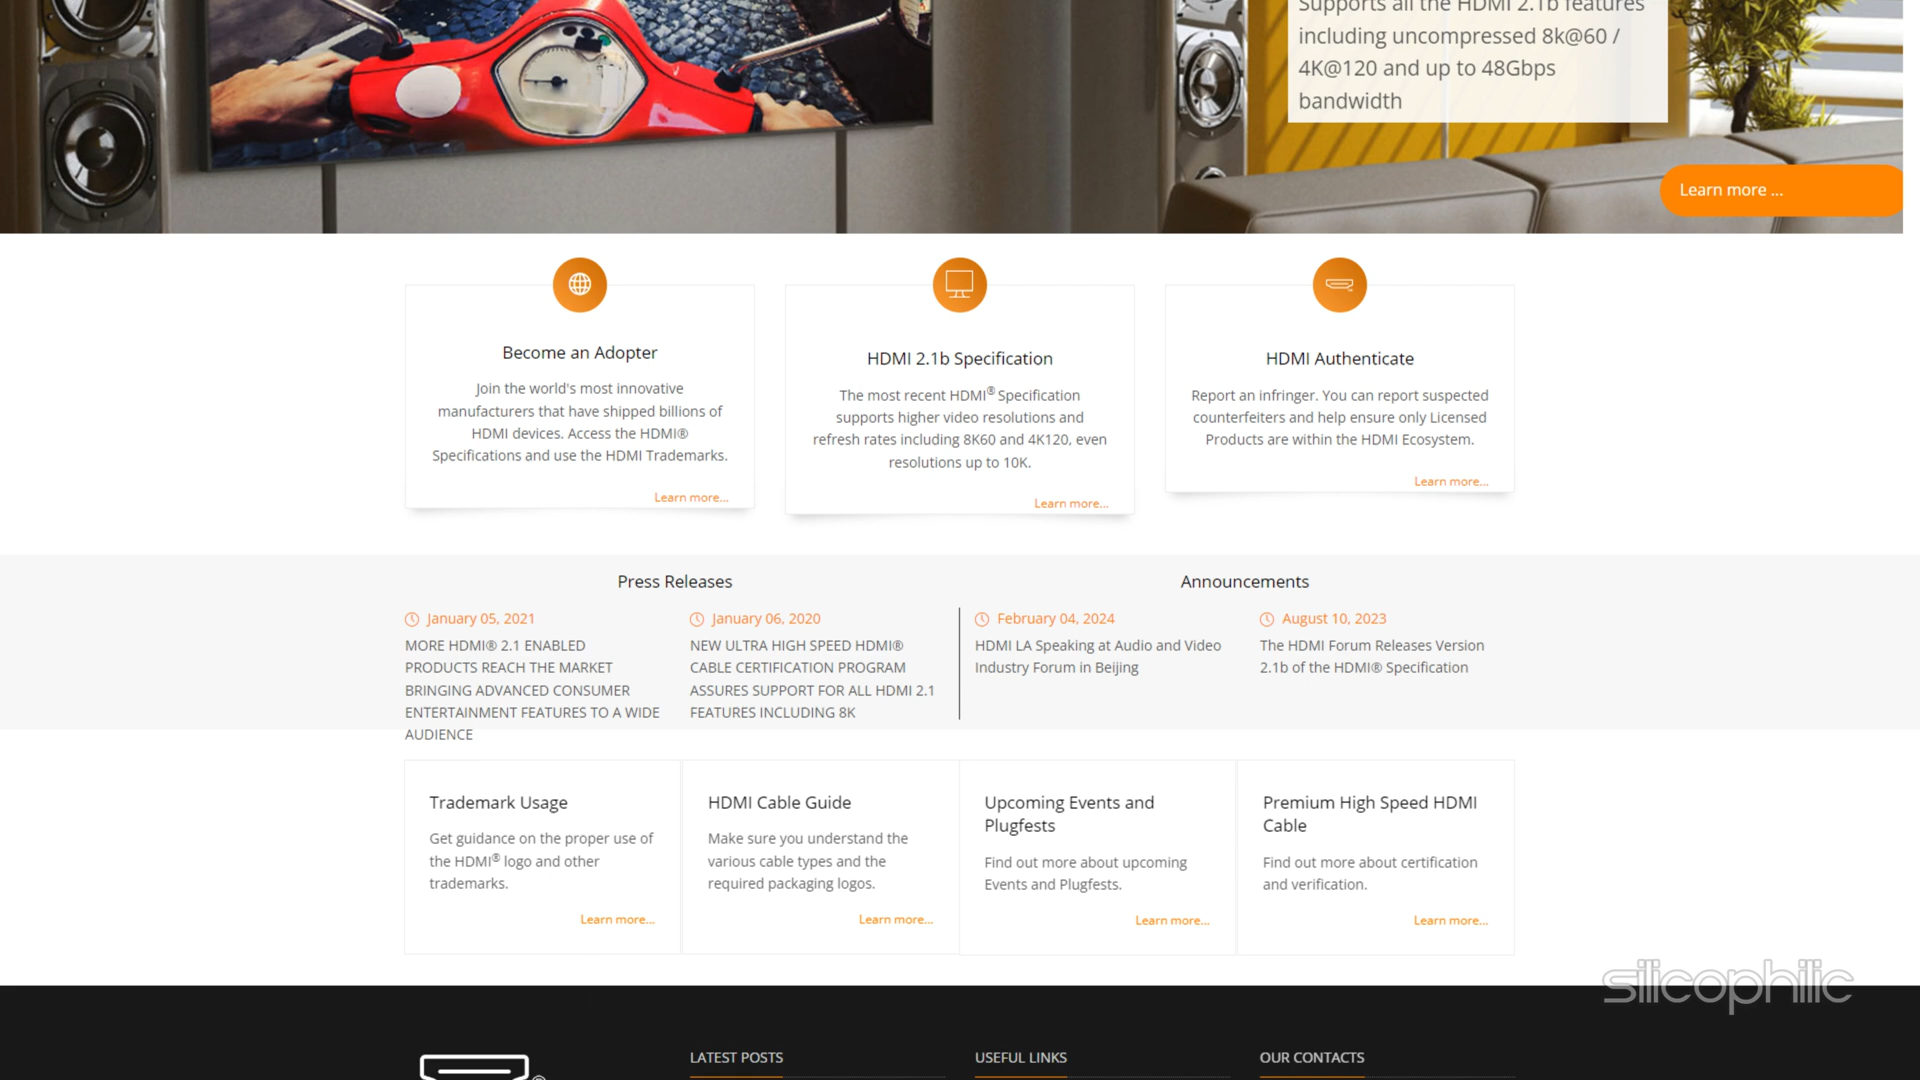 Supports all the HDMI 2.1b features
including uncompressed 8k@60 /
4K@120 and up to 48Gbps
bandwidth
Learn more ...
Become an Adopter
Join the world's most innovative
manufacturers that have shipped billions of
HDMI devices. Access the HDMI®
Specifications and use the HDMI Trademarks.
Learn more...
HDMI 2.1b Specification
The most recent HDMI® Specification
supports higher video resolutions and
refresh rates including 8K60 and 4K120, even
resolutions up to 10K.
Learn more...
HDMI Authenticate
Report an infringer. You can report suspected
counterfeiters and help ensure only Licensed
Products are within the HDMI Ecosystem.
Learn more...
Press Releases
January 05, 2021
MORE HDMI® 2.1 ENABLED
PRODUCTS REACH THE MARKET
BRINGING ADVANCED CONSUMER
ENTERTAINMENT FEATURES TO A WIDE
AUDIENCE
January 06, 2020
NEW ULTRA HIGH SPEED HDMI®
CABLE CERTIFICATION PROGRAM
ASSURES SUPPORT FOR ALL HDMI 2.1
FEATURES INCLUDING 8K
Announcements
February 04, 2024
HDMI LA Speaking at Audio and Video
Industry Forum in Beijing
August 10, 2023
The HDMI Forum Releases Version
2.1b of the HDMI® Specification
Trademark Usage
Get guidance on the proper use of
the HDMI® logo and other
trademarks.
Learn more...
HDMI Cable Guide
Make sure you understand the
various cable types and the
required packaging logos.
Learn more...
Upcoming Events and
Plugfests
Find out more about upcoming
Events and Plugfests.
Learn more...
Premium High Speed HDMI
Cable
Find out more about certification
and verification.
Learn more...
silicophilic
®
LATEST POSTS
USEFUL LINKS
OUR CONTACTS